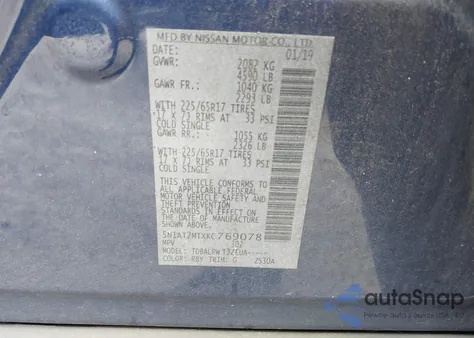 MFD BY NISSAN MOTOR CO., LTD.
DATE: 01/19
GVWR: 2082 KG
4590 LB
GAWR FR.: 1040 KG
2293 LB
WITH 225/65R17 TIRES
17 X 7J RIMS AT 33 PSI
COLD SINGLE
GAWR RR.: 1055 KG
2326 LB
WITH 225/65R17 TIRES
17 X 7J RIMS AT 33 PSI
COLD SINGLE
THIS VEHICLE CONFORMS TO
ALL APPLICABLE FEDERAL
MOTOR VEHICLE SAFETY AND
THEFT PREVENTION
STANDARDS IN EFFECT ON
THE DATE OF MANUFACTURE
SHOWN ABOVE.
5N1AT2MTXKC769078
MPV
MODEL:
COLOR: RBY TRIM: G 2530A
autoSnap